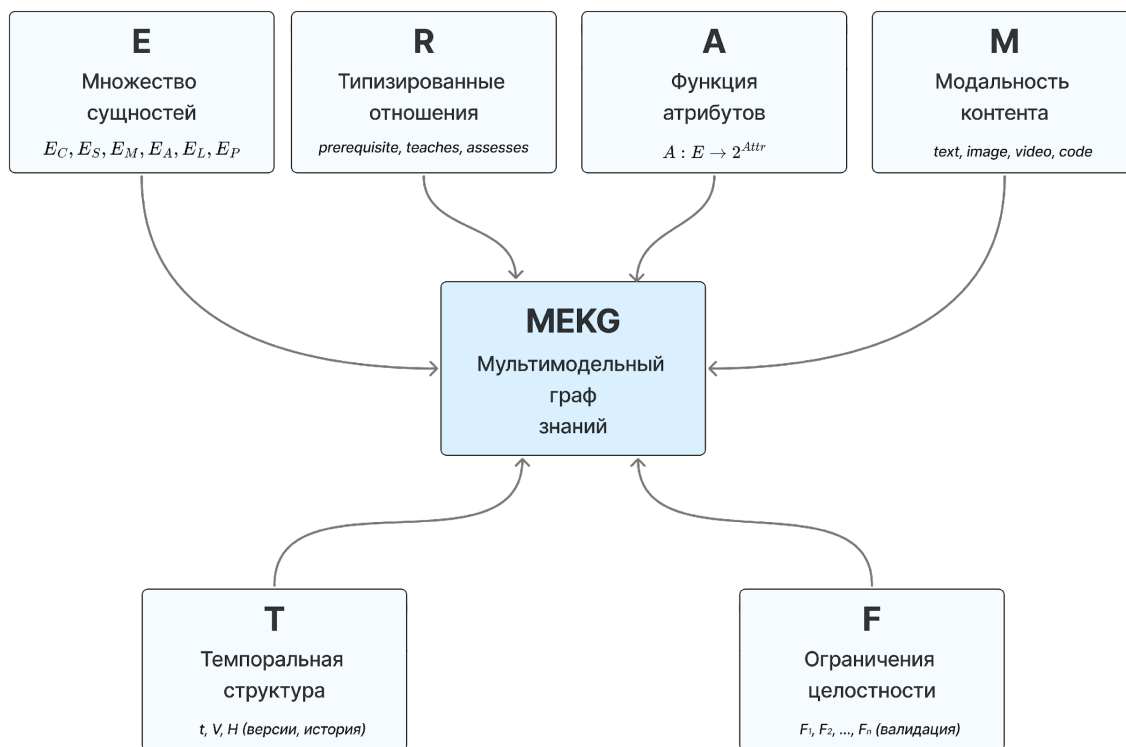 E
Множество
сущностей
E_C, E_S, E_M, E_A, E_L, E_P
R
Типизированные
отношения
prerequisite, teaches, assesses
A
Функция
атрибутов
A : E → 2^{Attr}
M
Модальность
контента
text, image, video, code
MEKG
Мультимодельный
граф
знаний
T
Темпоральная
структура
t, V, H (версии, история)
F
Ограничения
целостности
F₁, F₂, ..., Fₙ (валидация)